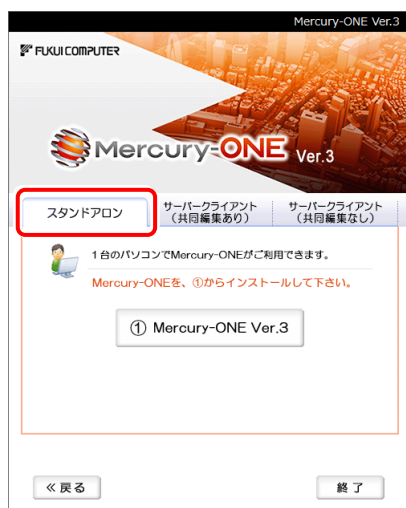 Mercury-ONE Ver.3
FUKUI COMPUTER
Mercury-ONE Ver.3
スタンドアロン
サーバークライアント
（共同編集あり）
サーバークライアント
（共同編集なし）
1台のパソコンでMercury-ONEがご利用できます。
Mercury-ONEを、①からインストールして下さい。
① Mercury-ONE Ver.3
≪戻る
終了